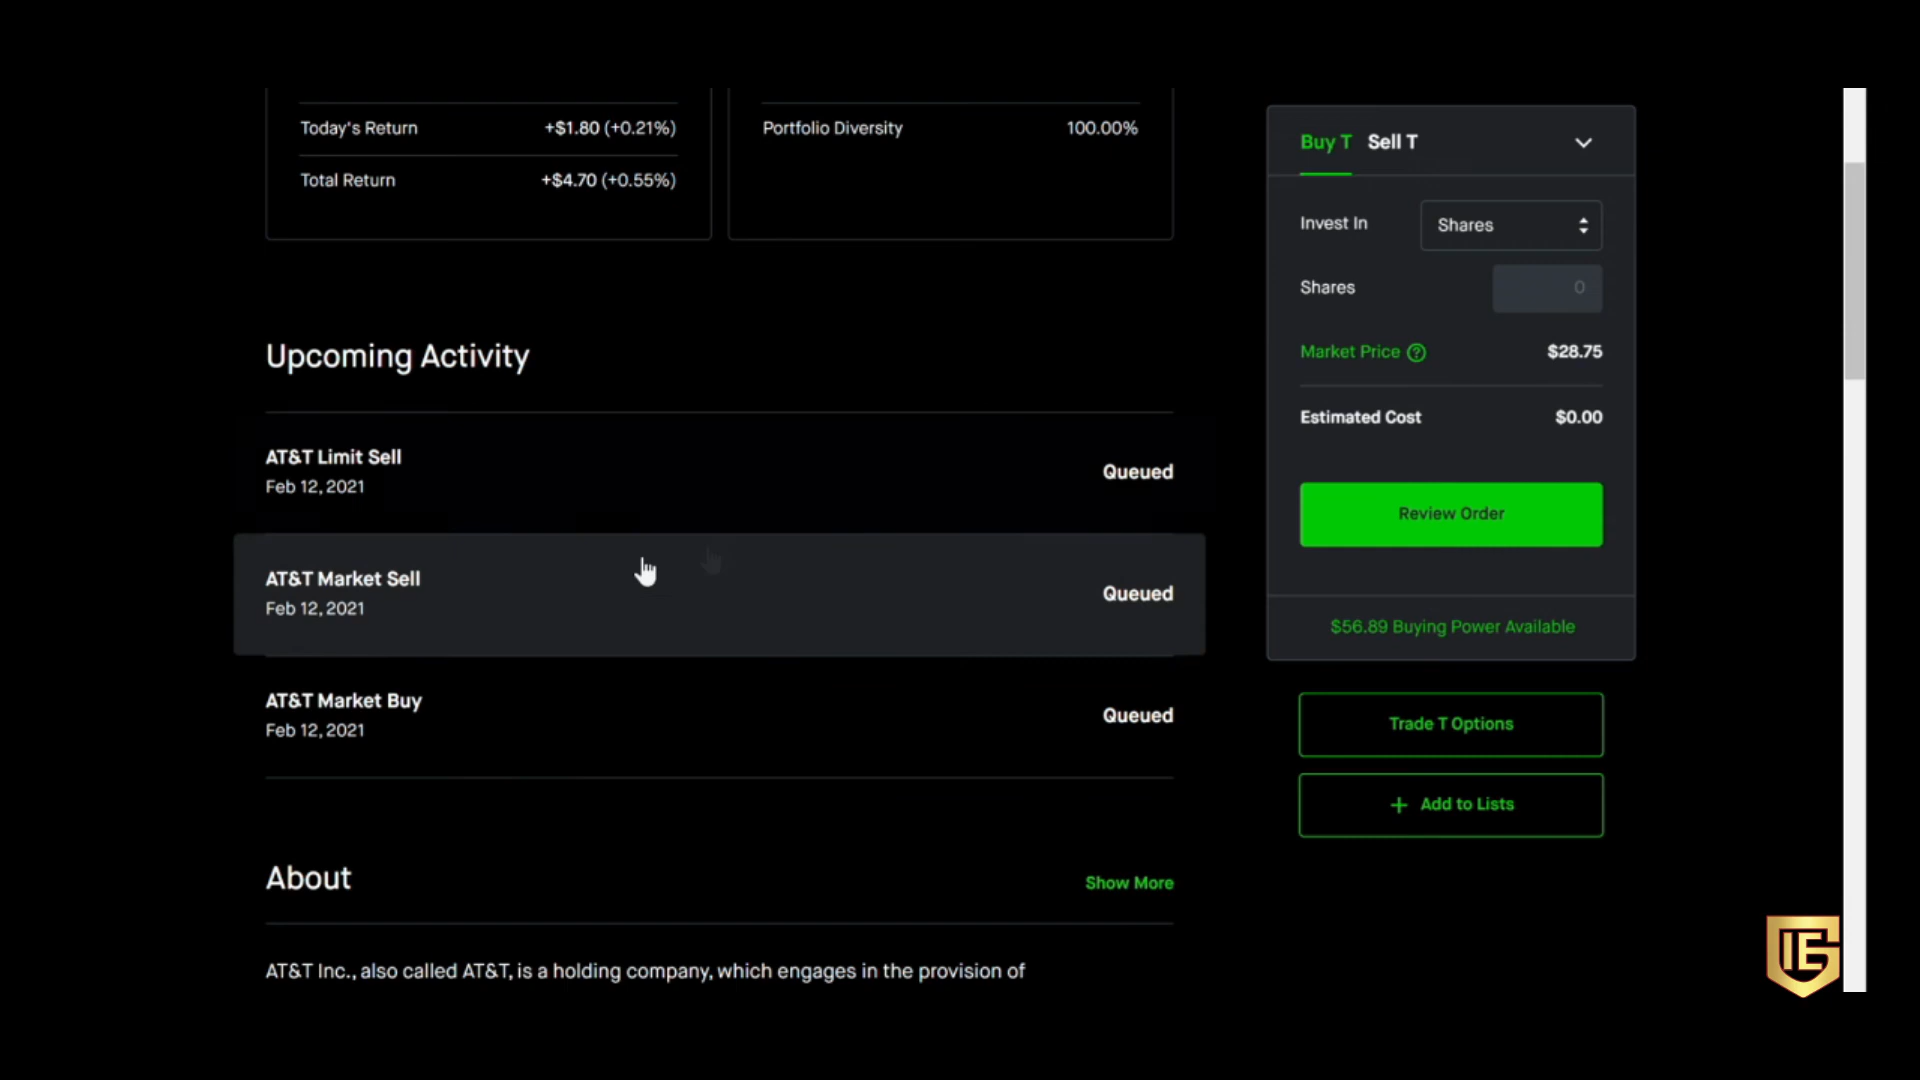 Today's Return +$1.80 (+0.21%)
Total Return +$4.70 (+0.55%)
Portfolio Diversity 100.00%
Upcoming Activity
AT&T Limit Sell
Feb 12, 2021
Queued
AT&T Market Sell
Feb 12, 2021
Queued
AT&T Market Buy
Feb 12, 2021
Queued
About
Show More
AT&T Inc., also called AT&T, is a holding company, which engages in the provision of
Buy T Sell T
Invest In Shares
Shares 0
Market Price ? $28.75
Estimated Cost $0.00
Review Order
$56.89 Buying Power Available
Trade T Options
+ Add to Lists